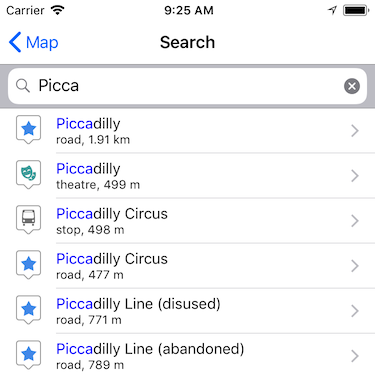 Carrier 9:25 AM
Map Search
Picca
Piccadilly
road, 1.91 km
Piccadilly
theatre, 499 m
Piccadilly Circus
stop, 498 m
Piccadilly Circus
road, 477 m
Piccadilly Line (disused)
road, 771 m
Piccadilly Line (abandoned)
road, 789 m